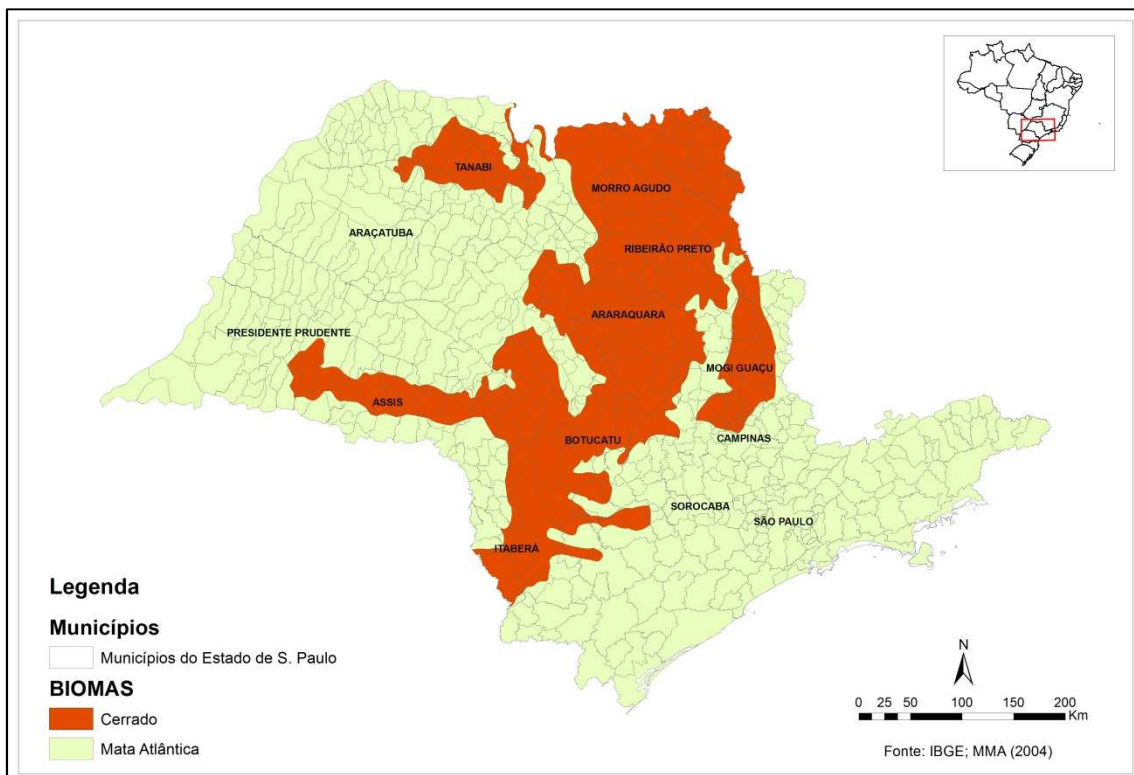 TANABI
MORRO AGUDO
ARAÇATUBA
RIBEIRÃO PRETO
ARARAQUARA
PRESIDENTE PRUDENTE
MOGI GUAÇU
ASSIS
BOTUCATU
CAMPINAS
SOROCABA
SÃO PAULO
ITABERÁ
Legenda
Municípios
Municípios do Estado de S. Paulo
BIOMAS
Cerrado
Mata Atlântica
N
0 25 50 100 150 200
Km
Fonte: IBGE; MMA (2004)